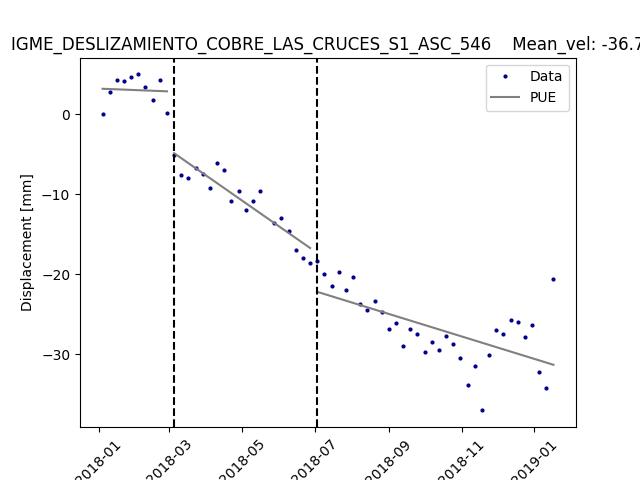 IGME_DESLIZAMIENTO_COBRE_LAS_CRUCES_S1_ASC_546 Mean_vel: -36.7
Data
PUE
Displacement [mm]
0
−10
−20
−30
2018-01
2018-03
2018-05
2018-07
2018-09
2018-11
2019-01